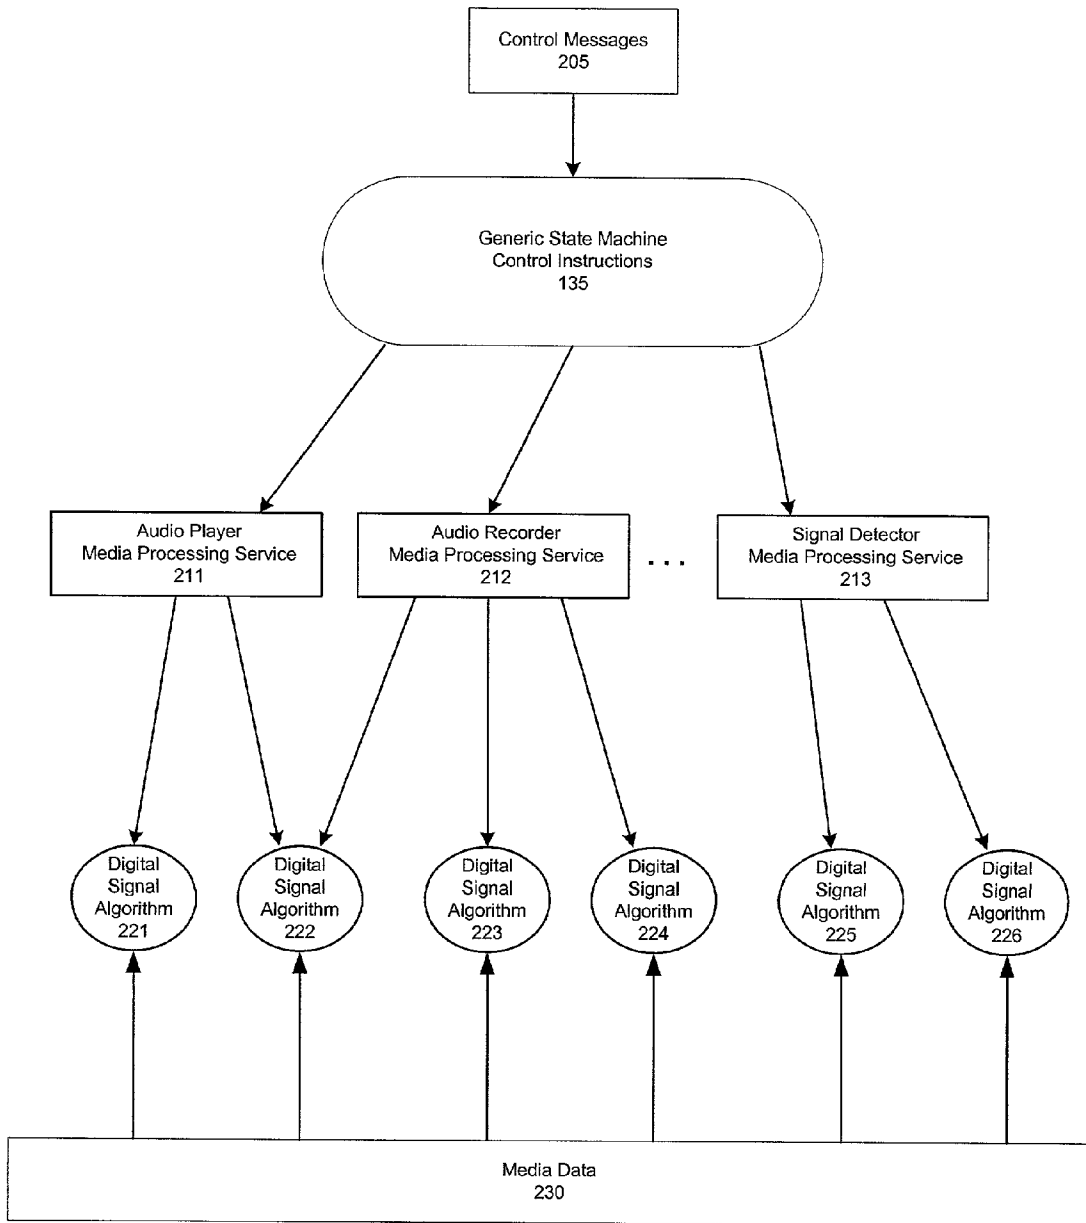 Control Messages
205
Generic State Machine
Control Instructions
135
Audio Player
Media Processing Service
211
Audio Recorder
Media Processing Service
212
...
Signal Detector
Media Processing Service
213
Digital
Signal
Algorithm
221
Digital
Signal
Algorithm
222
Digital
Signal
Algorithm
223
Digital
Signal
Algorithm
224
Digital
Signal
Algorithm
225
Digital
Signal
Algorithm
226
Media Data
230